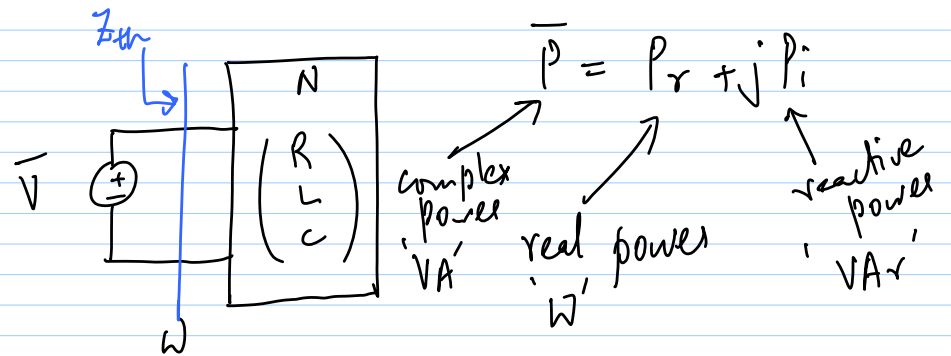 Zth
N
V̅
+
−
(R
L
C)
ω
P̅ = Pr + j Pi
complex
power
'VA'
real power
'W'
reactive
power
'VAr'